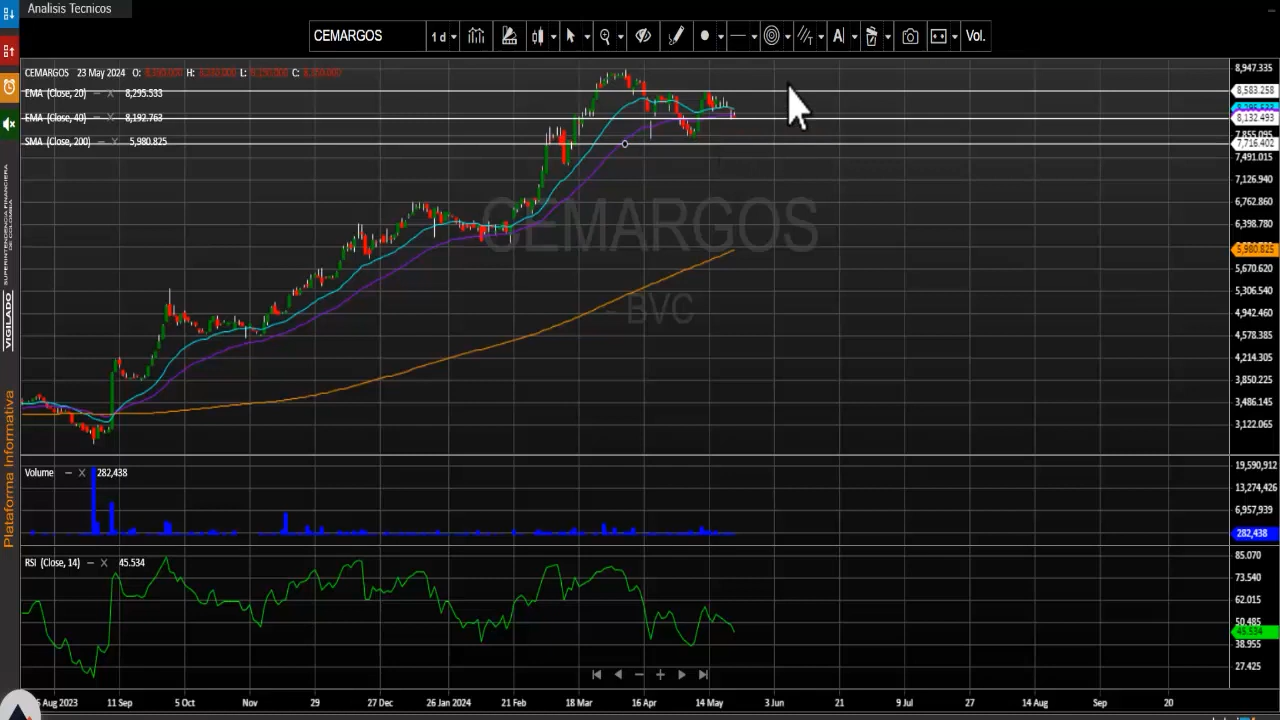 Analisis Tecnicos
CEMARGOS 1 d A Vol.
CEMARGOS 23 May 2024 O: H: L: C:
EMA (Close, 20) − X 8,295.533
EMA (Close, 40) − X 8,192.763
SMA (Close, 200) − X 5,980.825
8,947.335
8,583.258
8,132.493
7,855.095
7,716.402
7,491.015
7,126.940
6,762.860
6,398.780
5,980.825
5,670.620
5,306.540
4,942.460
4,578.385
4,214.305
3,850.225
3,486.145
3,122.065
CEMARGOS
- BVC
SUPERINTENDENCIA FINANCIERA
DE COLOMBIA
VIGILADO
Plataforma Informativa
Volume − X 282,438
19,590,912
13,274,426
6,957,939
282,438
RSI (Close, 14) − X 45.534
85.070
73.540
62.015
50.485
45.534
38.955
27.425
Aug 2023 11 Sep 5 Oct Nov 29 27 Dec 26 Jan 2024 21 Feb 18 Mar 16 Apr 14 May 3 Jun 21 9 Jul 27 14 Aug Sep 20